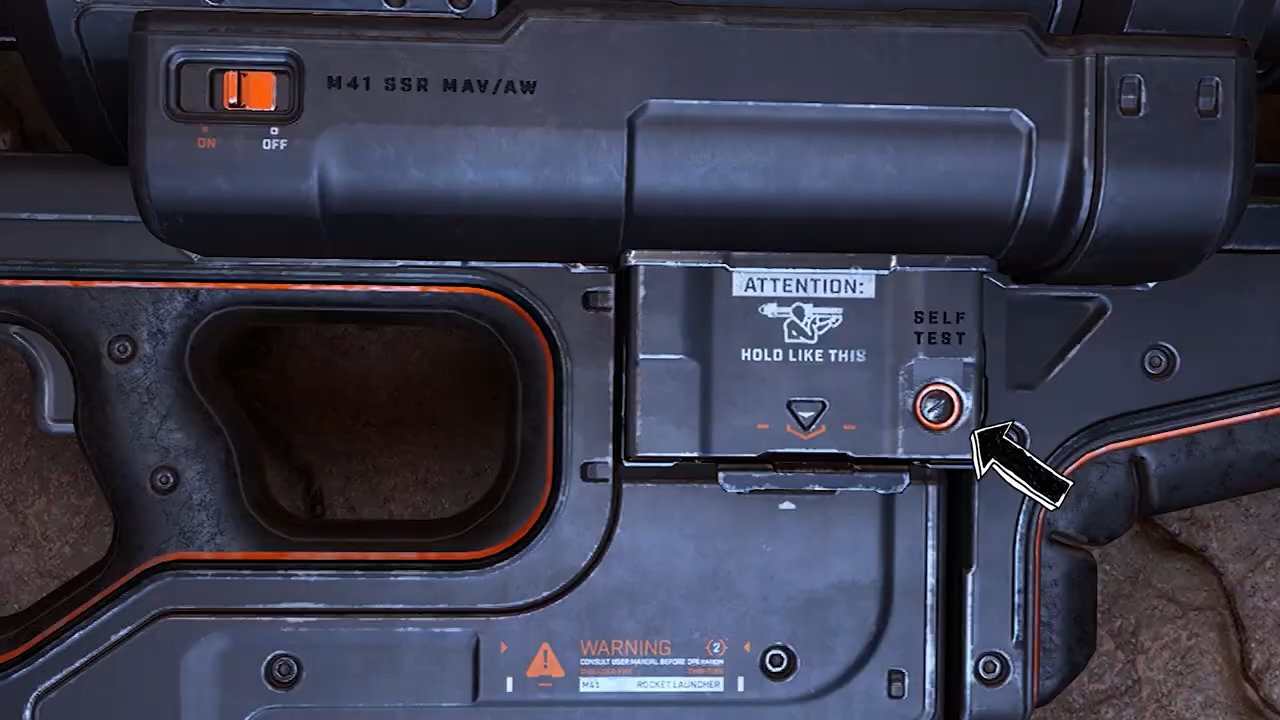 M41 SSR MAV/AW
ON OFF
ATTENTION:
HOLD LIKE THIS
SELF
TEST
WARNING 2
CONSULT USER MANUAL BEFORE OPERATION
M41 ROCKET LAUNCHER